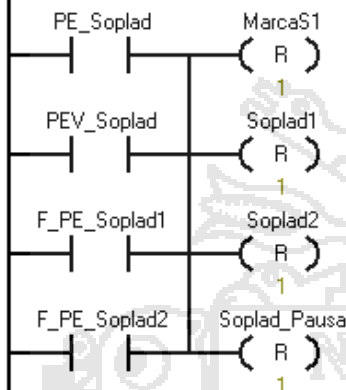 PE_Soplad MarcaS1
R
1
PEV_Soplad Soplad1
R
1
F_PE_Soplad1 Soplad2
R
1
F_PE_Soplad2 Soplad_Pausa
R
1